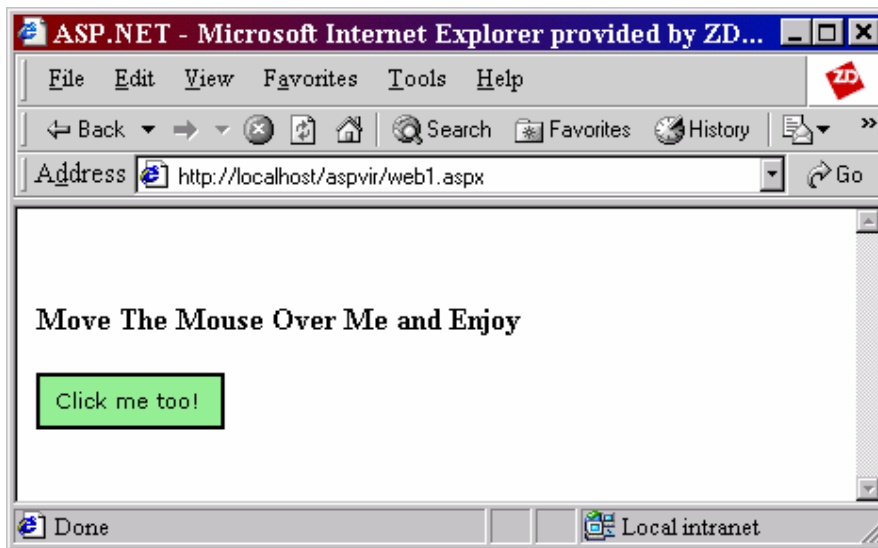 ASP.NET - Microsoft Internet Explorer provided by ZD...
File Edit View Favorites Tools Help ZD
Back Search Favorites History »
Address http://localhost/aspvir/web1.aspx Go
Move The Mouse Over Me and Enjoy
Click me too!
Done Local intranet